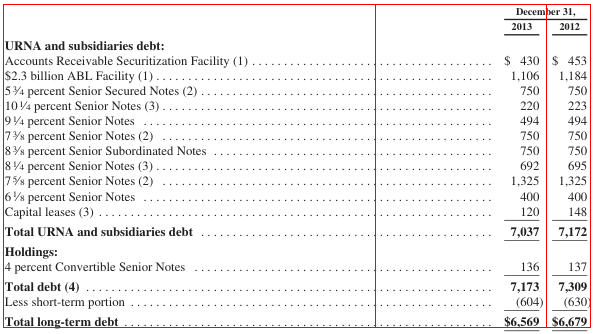 December 31,
2013 2012
URNA and subsidiaries debt:
Accounts Receivable Securitization Facility (1) $ 430 $ 453
$2.3 billion ABL Facility (1) 1,106 1,184
5 3⁄4 percent Senior Secured Notes (2) 750 750
10 1⁄4 percent Senior Notes (3) 220 223
9 1⁄4 percent Senior Notes 494 494
7 3⁄8 percent Senior Notes (2) 750 750
8 3⁄8 percent Senior Subordinated Notes 750 750
8 1⁄4 percent Senior Notes (3) 692 695
7 5⁄8 percent Senior Notes (2) 1,325 1,325
6 1⁄8 percent Senior Notes 400 400
Capital leases (3) 120 148
Total URNA and subsidiaries debt 7,037 7,172
Holdings:
4 percent Convertible Senior Notes 136 137
Total debt (4) 7,173 7,309
Less short-term portion (604) (630)
Total long-term debt $6,569 $6,679